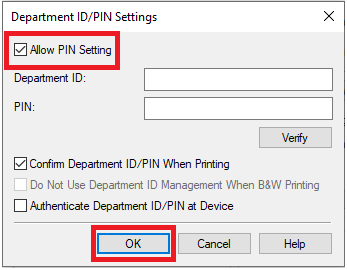 Department ID/PIN Settings
Allow PIN Setting
Department ID:
PIN:
Verify
Confirm Department ID/PIN When Printing
Do Not Use Department ID Management When B&W Printing
Authenticate Department ID/PIN at Device
OK Cancel Help